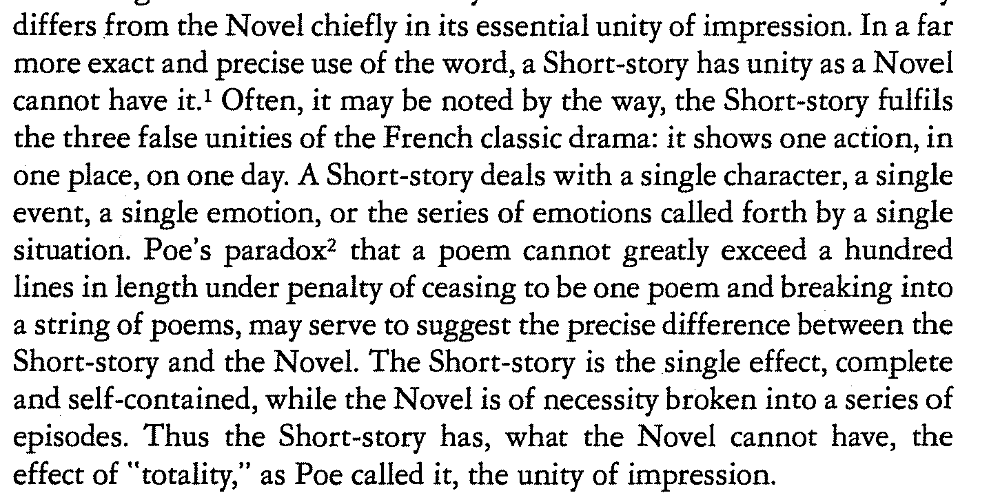 differs from the Novel chiefly in its essential unity of impression. In a far
more exact and precise use of the word, a Short-story has unity as a Novel
cannot have it.¹ Often, it may be noted by the way, the Short-story fulfils
the three false unities of the French classic drama: it shows one action, in
one place, on one day. A Short-story deals with a single character, a single
event, a single emotion, or the series of emotions called forth by a single
situation. Poe's paradox² that a poem cannot greatly exceed a hundred
lines in length under penalty of ceasing to be one poem and breaking into
a string of poems, may serve to suggest the precise difference between the
Short-story and the Novel. The Short-story is the single effect, complete
and self-contained, while the Novel is of necessity broken into a series of
episodes. Thus the Short-story has, what the Novel cannot have, the
effect of "totality," as Poe called it, the unity of impression.